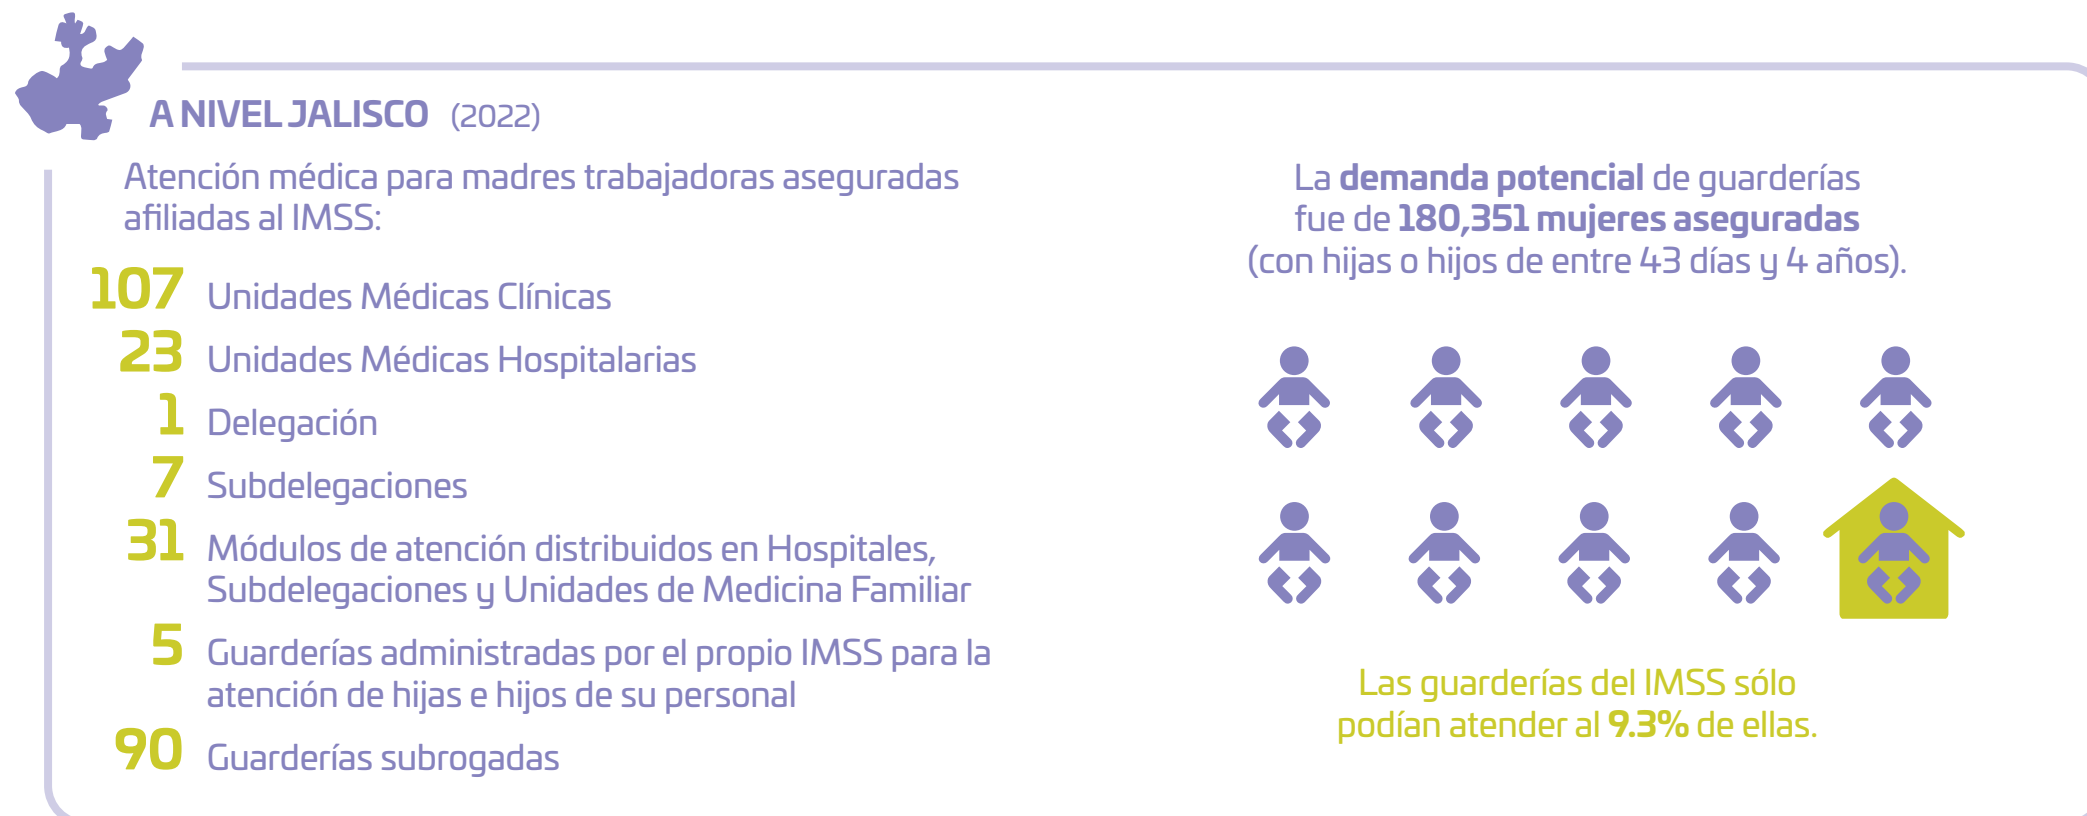 A NIVEL JALISCO (2022)
Atención médica para madres trabajadoras aseguradas
afiliadas al IMSS:
107 Unidades Médicas Clínicas
23 Unidades Médicas Hospitalarias
1 Delegación
7 Subdelegaciones
31 Módulos de atención distribuidos en Hospitales,
Subdelegaciones y Unidades de Medicina Familiar
5 Guarderías administradas por el propio IMSS para la
atención de hijas e hijos de su personal
90 Guarderías subrogadas
La demanda potencial de guarderías
fue de 180,351 mujeres aseguradas
(con hijas o hijos de entre 43 días y 4 años).
Las guarderías del IMSS sólo
podían atender al 9.3% de ellas.